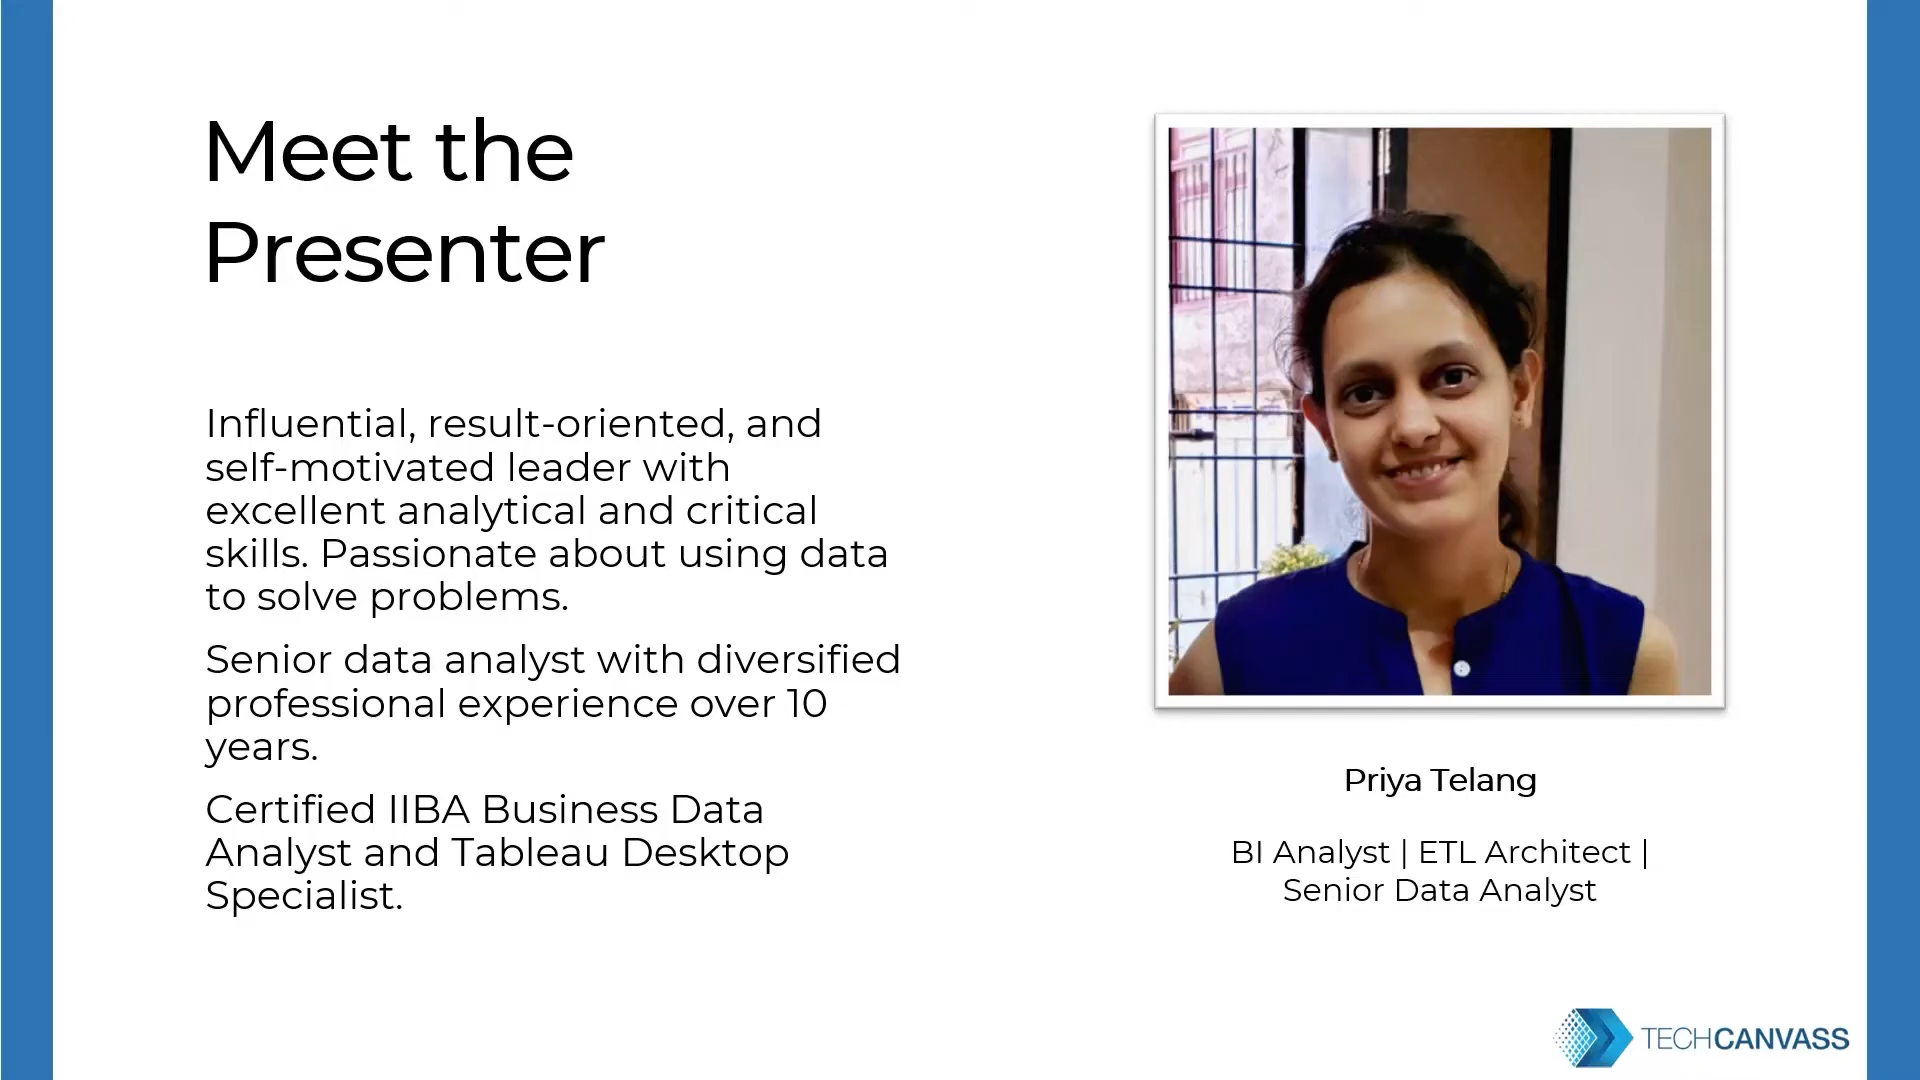 Meet the
Presenter
Influential, result-oriented, and
self-motivated leader with
excellent analytical and critical
skills. Passionate about using data
to solve problems.
Senior data analyst with diversified
professional experience over 10
years.
Certified IIBA Business Data
Analyst and Tableau Desktop
Specialist.
Priya Telang
BI Analyst | ETL Architect |
Senior Data Analyst
TECHCANVASS